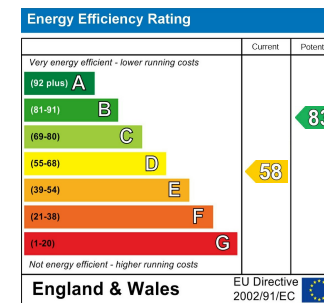 Energy Efficiency Rating
Current
Very energy efficient - lower running costs
(92 plus) A
(81-91) B
83
(69-80) C
(55-68) D
58
(39-54) E
(21-38) F
(1-20) G
Not energy efficient - higher running costs
England & Wales
EU Directive
2002/91/EC